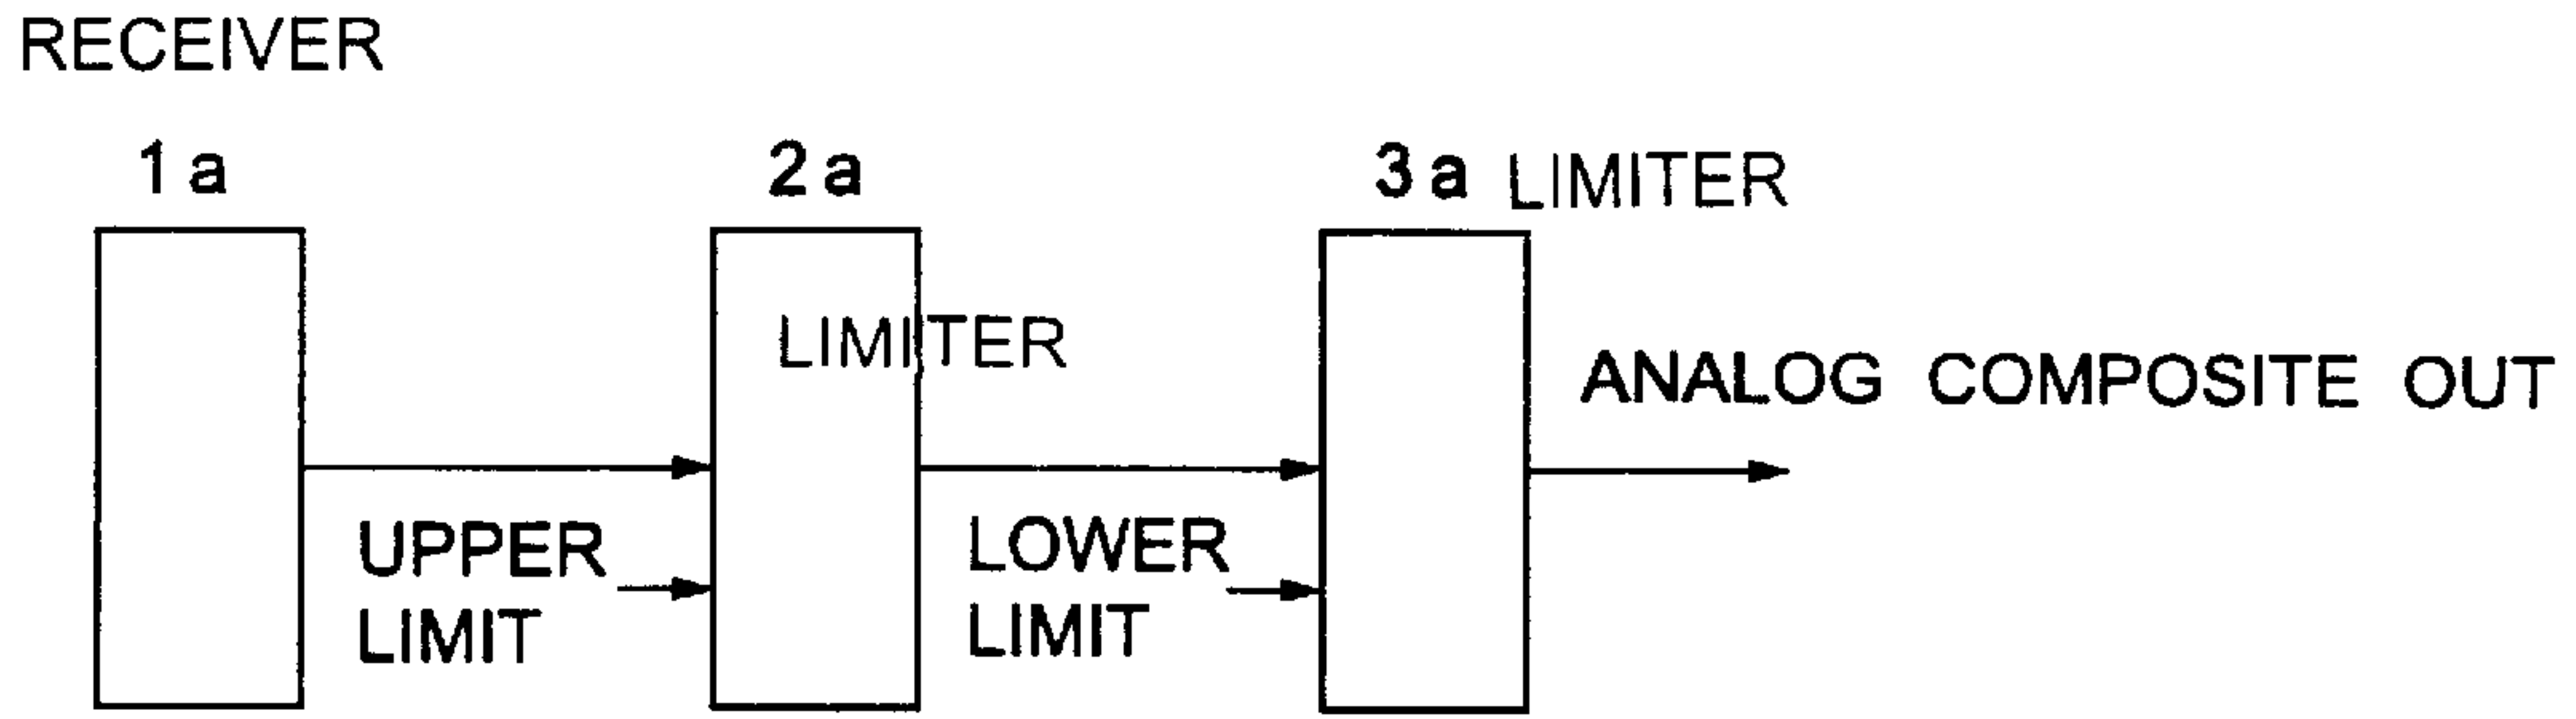 RECEIVER
1a
2a
3a LIMITER
LIMITER
ANALOG COMPOSITE OUT
UPPER
LIMIT
LOWER
LIMIT